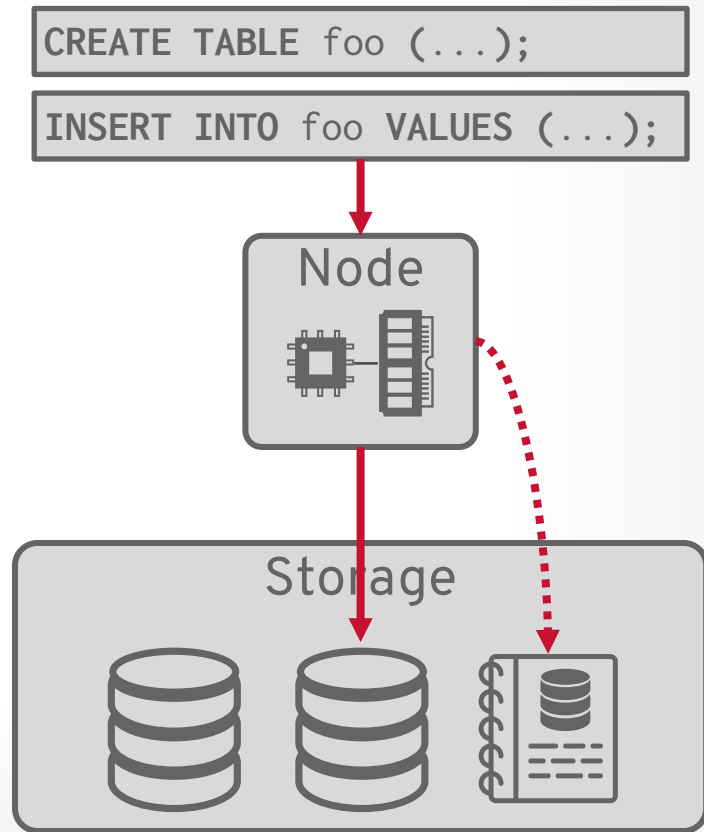 CREATE TABLE foo (...);
INSERT INTO foo VALUES (...);
Node
Storage